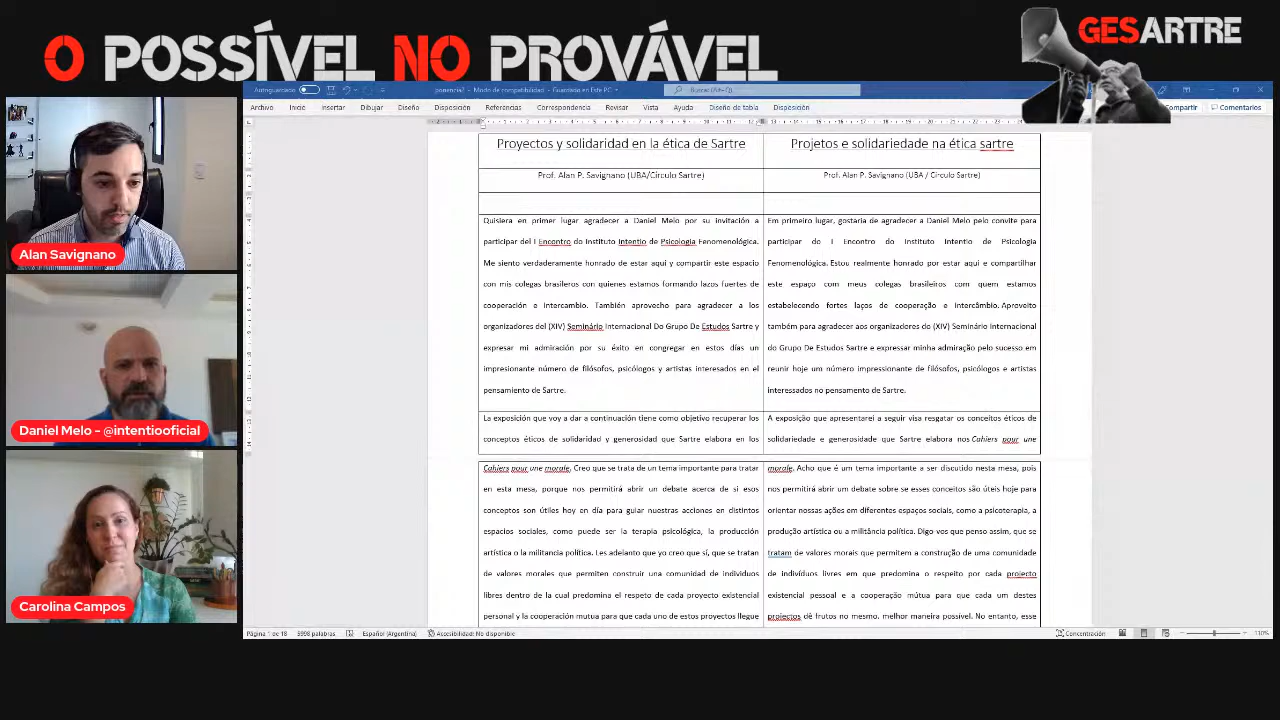 O POSSÍVEL NO PROVÁVEL
GESARTRE
Autoguardado
ponencia2 - Modo de compatibilidad - Guardado en Este PC
Buscar (Alt+Q)
Archivo Inicio Insertar Dibujar Diseño Disposición Referencias Correspondencia Revisar Vista Ayuda Diseño de tabla Disposición
Compartir Comentarios
Alan Savignano
Daniel Melo - @intentiooficial
Carolina Campos
Proyectos y solidaridad en la ética de Sartre
Prof. Alan P. Savignano (UBA/Círculo Sartre)
Quisiera en primer lugar agradecer a Daniel Melo por su invitación a
participar del I Encontro do Instituto Intentio de Psicologia Fenomenológica.
Me siento verdaderamente honrado de estar aquí y compartir este espacio
con mis colegas brasileros con quienes estamos formando lazos fuertes de
cooperación e intercambio. También aprovecho para agradecer a los
organizadores del (XIV) Seminário Internacional Do Grupo De Estudos Sartre y
expresar mi admiración por su éxito en congregar en estos días un
impresionante número de filósofos, psicólogos y artistas interesados en el
pensamiento de Sartre.
La exposición que voy a dar a continuación tiene como objetivo recuperar los
conceptos éticos de solidaridad y generosidad que Sartre elabora en los
Cahiers pour une morale. Creo que se trata de un tema importante para tratar
en esta mesa, porque nos permitirá abrir un debate acerca de si esos
conceptos son útiles hoy en día para guiar nuestras acciones en distintos
espacios sociales, como puede ser la terapia psicológica, la producción
artística o la militancia política. Les adelanto que yo creo que sí, que se tratan
de valores morales que permiten construir una comunidad de individuos
libres dentro de la cual predomina el respeto de cada proyecto existencial
personal y la cooperación mutua para que cada uno de estos proyectos llegue
Projetos e solidariedade na ética sartre
Prof. Alan P. Savignano (UBA / Círculo Sartre)
Em primeiro lugar, gostaria de agradecer a Daniel Melo pelo convite para
participar do I Encontro do Instituto Intentio de Psicologia
Fenomenológica. Estou realmente honrado por estar aqui e compartilhar
este espaço com meus colegas brasileiros com quem estamos
estabelecendo fortes laços de cooperação e intercâmbio. Aproveito
também para agradecer aos organizadores do (XIV) Seminário Internacional
do Grupo De Estudos Sartre e expressar minha admiração pelo sucesso em
reunir hoje um número impressionante de filósofos, psicólogos e artistas
interessados no pensamento de Sartre.
A exposição que apresentarei a seguir visa resgatar os conceitos éticos de
solidariedade e generosidade que Sartre elabora nos Cahiers pour une
morale. Acho que é um tema importante a ser discutido nesta mesa, pois
nos permitirá abrir um debate sobre se esses conceitos são úteis hoje para
orientar nossas ações em diferentes espaços sociais, como a psicoterapia, a
produção artística ou a militância política. Digo-vos que penso assim, que se
tratam de valores morais que permitem a construção de uma comunidade
de indivíduos livres em que predomina o respeito por cada projecto
existencial pessoal e a cooperação mútua para que cada um destes
projectos dê frutos no mesmo. melhor maneira possível. No entanto, esse
Página 1 de 18 5998 palabras Español (Argentina) Accesibilidad: No disponible
Concentración 110%